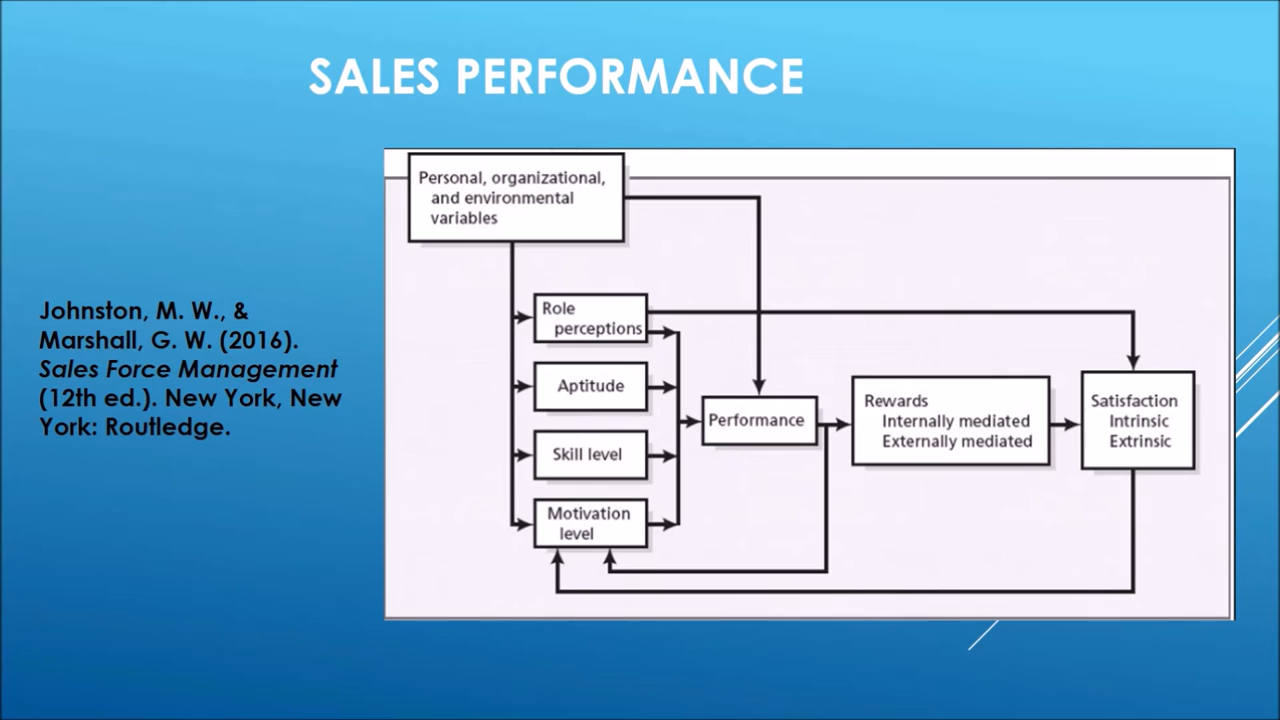 SALES PERFORMANCE
Johnston, M. W., &
Marshall, G. W. (2016).
Sales Force Management
(12th ed.). New York, New
York: Routledge.
Personal, organizational,
and environmental
variables
Role
perceptions
Aptitude
Skill level
Motivation
level
Performance
Rewards
Internally mediated
Externally mediated
Satisfaction
Intrinsic
Extrinsic